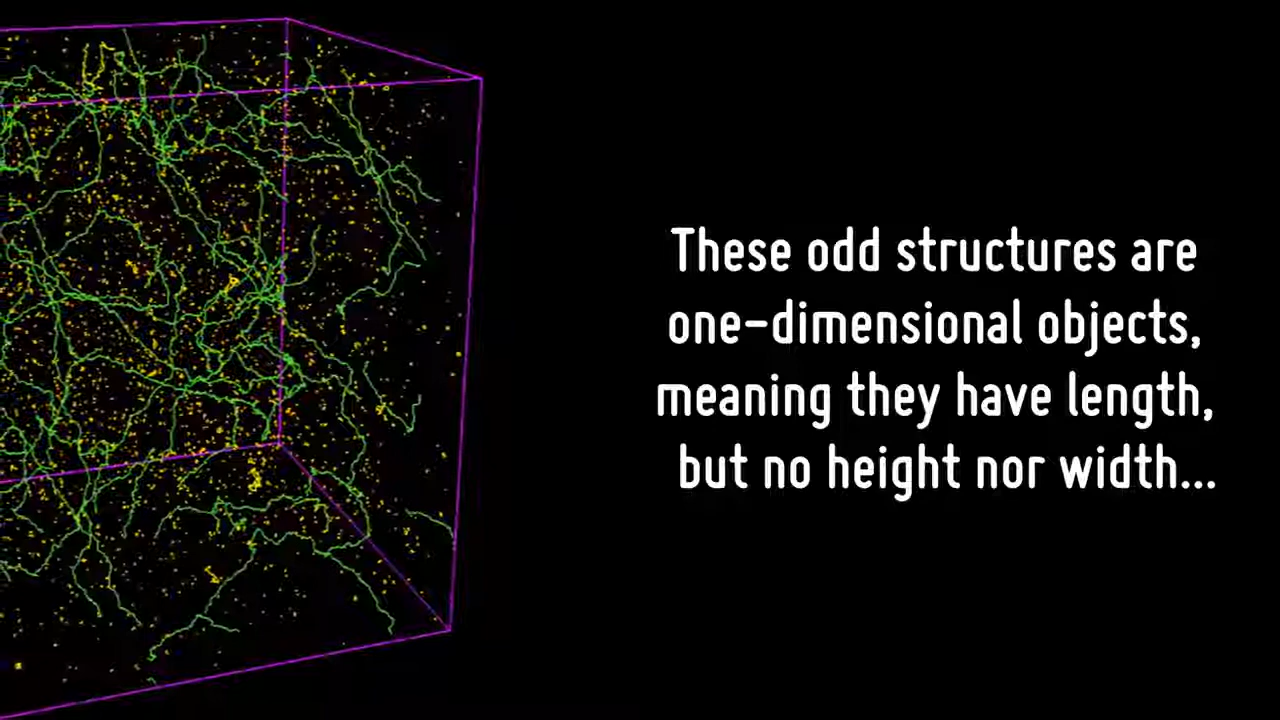 These odd structures are
one-dimensional objects,
meaning they have length,
but no height nor width...